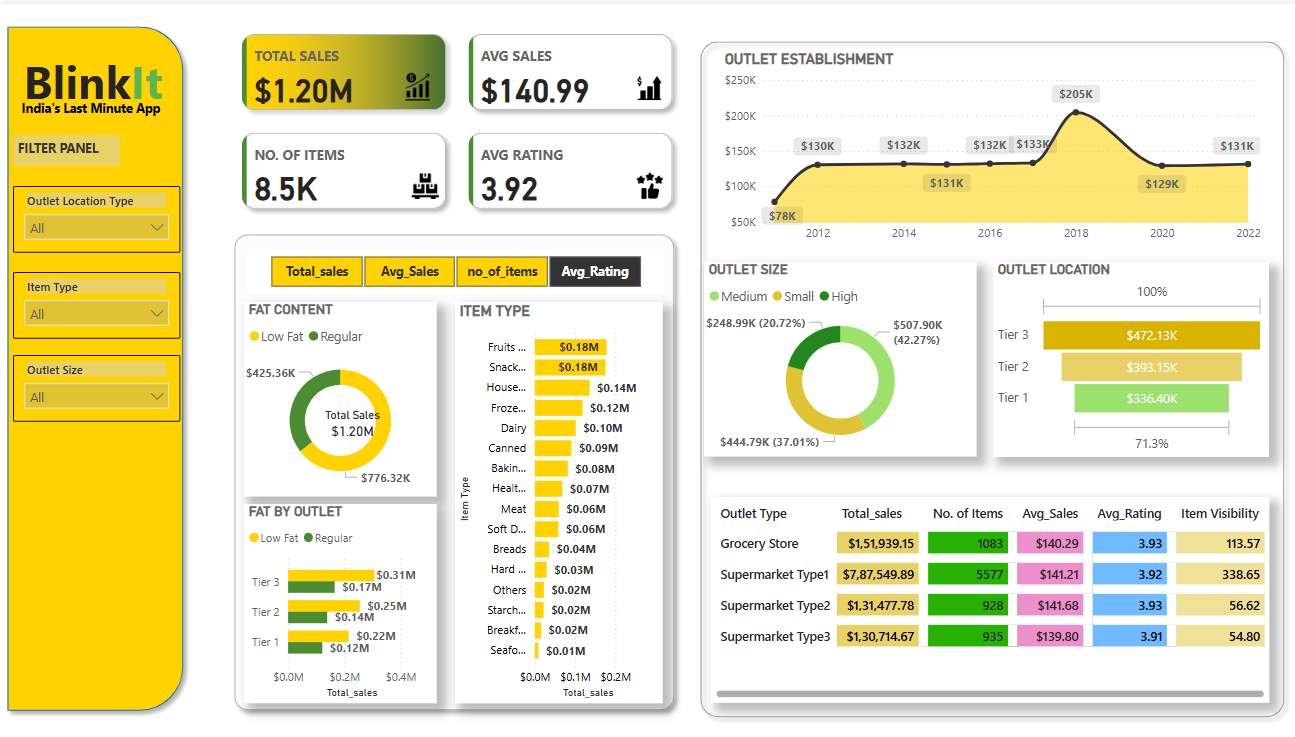 BlinkIt
India's Last Minute App
FILTER PANEL
Outlet Location Type
All
Item Type
All
Outlet Size
All
TOTAL SALES
$1.20M
AVG SALES
$140.99
NO. OF ITEMS
8.5K
AVG RATING
3.92
Total_sales Avg_Sales no_of_items Avg_Rating
FAT CONTENT
Low Fat Regular
$425.36K
Total Sales
$1.20M
$776.32K
FAT BY OUTLET
Low Fat Regular
Tier 3 $0.31M
$0.17M
Tier 2 $0.25M
$0.14M
Tier 1 $0.22M
$0.12M
$0.0M $0.2M $0.4M
Total_sales
ITEM TYPE
Item Type
Fruits ... $0.18M
Snack... $0.18M
House... $0.14M
Froze... $0.12M
Dairy $0.10M
Canned $0.09M
Bakin... $0.08M
Healt... $0.07M
Meat $0.06M
Soft D... $0.06M
Breads $0.04M
Hard ... $0.03M
Others $0.02M
Starch... $0.02M
Breakf... $0.02M
Seafo... $0.01M
$0.0M $0.1M $0.2M
Total_sales
OUTLET ESTABLISHMENT
$250K
$200K
$150K
$100K
$50K
$78K
$130K
$132K
$131K
$132K
$133K
$205K
$129K
$131K
2012 2014 2016 2018 2020 2022
OUTLET SIZE
Medium Small High
$248.99K (20.72%)
$507.90K
(42.27%)
$444.79K (37.01%)
OUTLET LOCATION
100%
Tier 3 $472.13K
Tier 2 $393.15K
Tier 1 $336.40K
71.3%
Outlet Type Total_sales No. of Items Avg_Sales Avg_Rating Item Visibility
Grocery Store $1,51,939.15 1083 $140.29 3.93 113.57
Supermarket Type1 $7,87,549.89 5577 $141.21 3.92 338.65
Supermarket Type2 $1,31,477.78 928 $141.68 3.93 56.62
Supermarket Type3 $1,30,714.67 935 $139.80 3.91 54.80